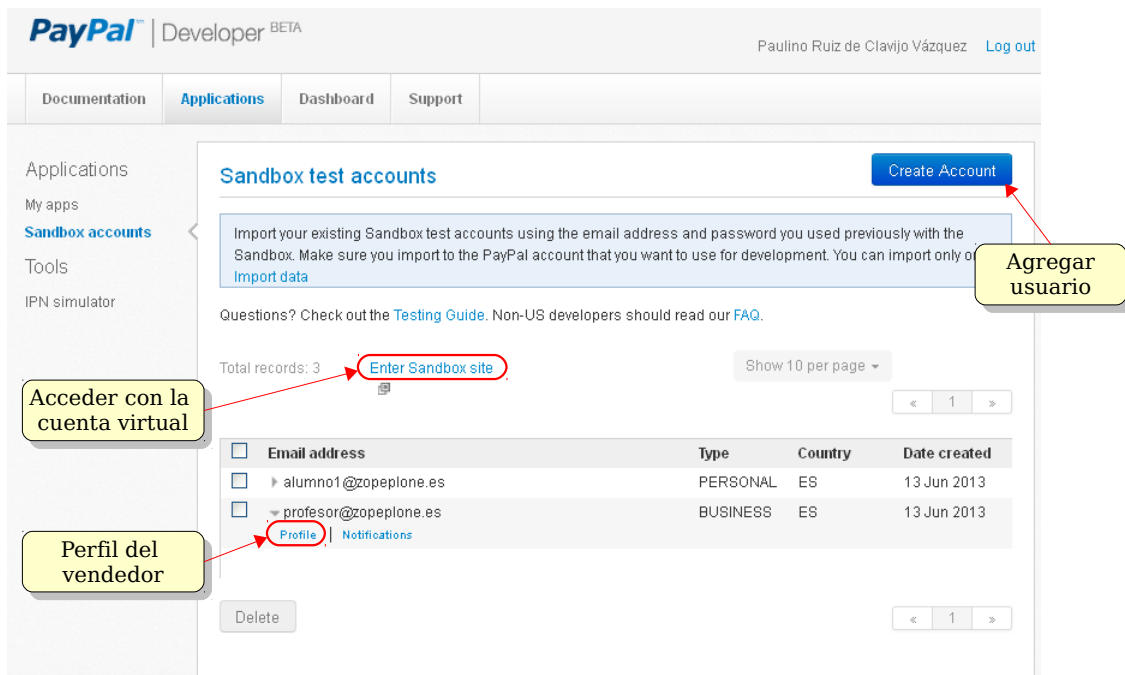 PayPal™ | Developer BETA
Paulino Ruiz de Clavijo Vázquez Log out
Documentation Applications Dashboard Support
Applications
My apps
Sandbox accounts
Tools
IPN simulator
Sandbox test accounts
Create Account
Import your existing Sandbox test accounts using the email address and password you used previously with the
Sandbox. Make sure you import to the PayPal account that you want to use for development. You can import only
Import data
Agregar
usuario
Questions? Check out the Testing Guide. Non-US developers should read our FAQ.
Total records: 3 Enter Sandbox site Show 10 per page
Acceder con la
cuenta virtual
« 1 »
Email address Type Country Date created
alumno1@zopeplone.es PERSONAL ES 13 Jun 2013
profesor@zopeplone.es BUSINESS ES 13 Jun 2013
Profile | Notifications
Perfil del
vendedor
Delete
« 1 »